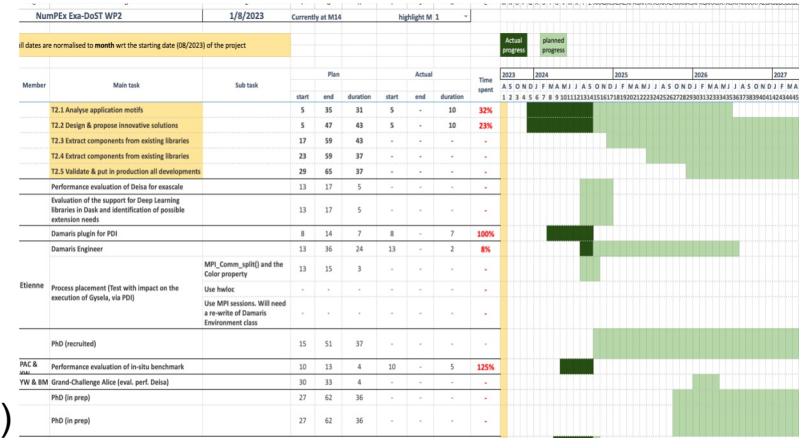 NumPEx Exa-DoST WP2 1/8/2023 Currently at M14 highlight M 1
ll dates are normalised to month wrt the starting date (08/2023) of the project
Actual progress planned progress
Plan Actual Time spent 2023 2024 2025 2026 2027
Member Main task Sub task
A S O N D J F M A M J J A S O N D J F M A M J J A S O N D J F M A M J J A S O N D J F M A
start end duration start end duration
T2.1 Analyse application motifs 5 35 31 5 - 10 32%
T2.2 Design & propose innovative solutions 5 47 43 5 - 10 23%
T2.3 Extract components from existing libraries 17 59 43 - - - -
T2.4 Extract components from existing libraries 23 59 37 - - - -
T2.5 Validate & put in production all developments 29 65 37 - - - -
Performance evaluation of Deisa for exascale 13 17 5 - - - -
Evaluation of the support for Deep Learning
libraries in Dask and identification of possible
extension needs
13 17 5 - - - -
Damaris plugin for PDI 8 14 7 8 - 7 100%
Damaris Engineer 13 36 24 13 - 2 8%
Etienne
Process placement (Test with impact on the
execution of Gysela, via PDI)
MPI_Comm_split() and the
Color property
13 15 3 - - - -
Use hwloc - - - - - - -
Use MPI sessions. Will need
a re-write of Damaris
Environment class
- - - - - - -
PhD (recruited) 15 51 37 - - - -
PAC &
Performance evaluation of in-situ benchmark 10 13 4 10 - 5 125%
YW & BM Grand-Challenge Alice (eval. perf. Deisa) 30 33 4 - - - -
PhD (in prep) 27 62 36 - - - -
)
PhD (in prep) 27 62 36 - - - -